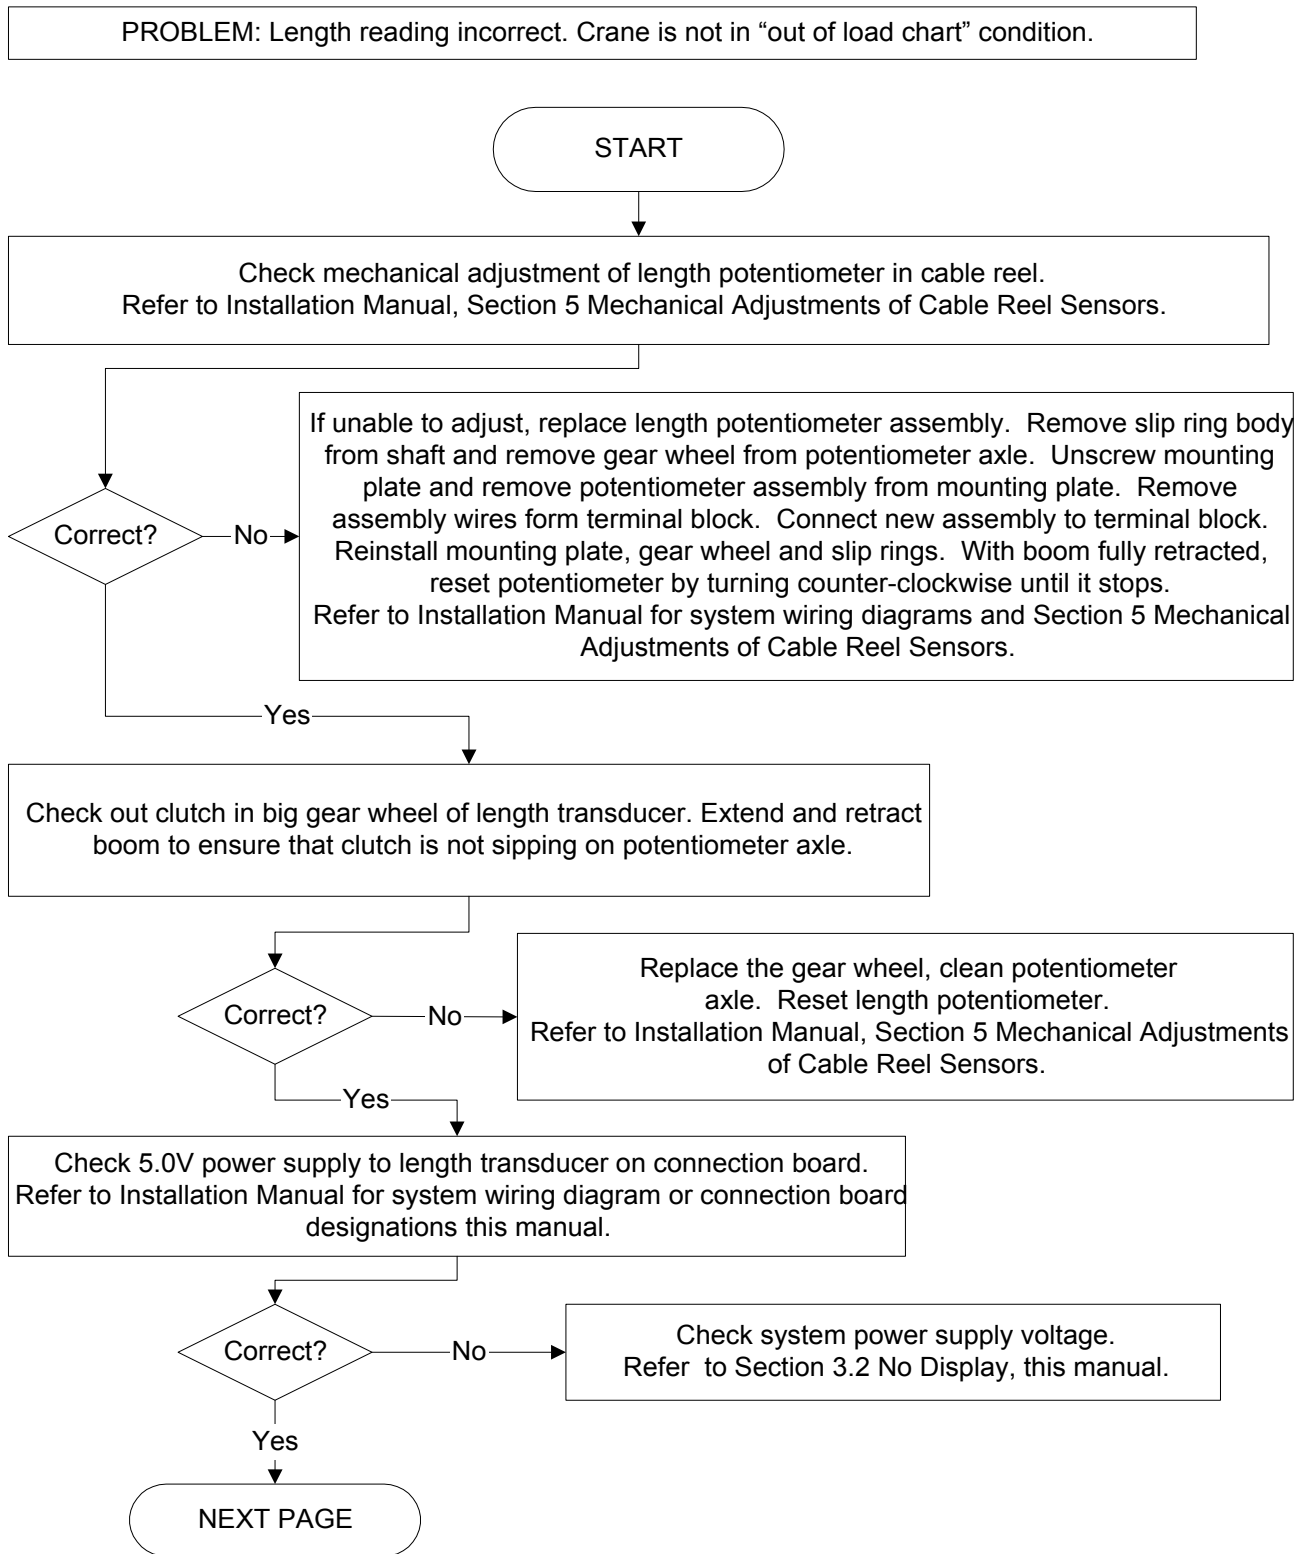 PROBLEM: Length reading incorrect. Crane is not in “out of load chart” condition.
START
Check mechanical adjustment of length potentiometer in cable reel.
Refer to Installation Manual, Section 5 Mechanical Adjustments of Cable Reel Sensors.
If unable to adjust, replace length potentiometer assembly.  Remove slip ring body
from shaft and remove gear wheel from potentiometer axle.  Unscrew mounting
plate and remove potentiometer assembly from mounting plate.  Remove
assembly wires form terminal block.  Connect new assembly to terminal block.
Reinstall mounting plate, gear wheel and slip rings.  With boom fully retracted,
reset potentiometer by turning counter-clockwise until it stops.
Refer to Installation Manual for system wiring diagrams and Section 5 Mechanical
Adjustments of Cable Reel Sensors.
Correct?
No
Yes
Check out clutch in big gear wheel of length transducer. Extend and retract
boom to ensure that clutch is not sipping on potentiometer axle.
Correct?
No
Replace the gear wheel, clean potentiometer
axle.  Reset length potentiometer.
Refer to Installation Manual, Section 5 Mechanical Adjustments
of Cable Reel Sensors.
Yes
Check 5.0V power supply to length transducer on connection board.
Refer to Installation Manual for system wiring diagram or connection board
designations this manual.
Correct?
No
Check system power supply voltage.
Refer  to Section 3.2 No Display, this manual.
Yes
NEXT PAGE